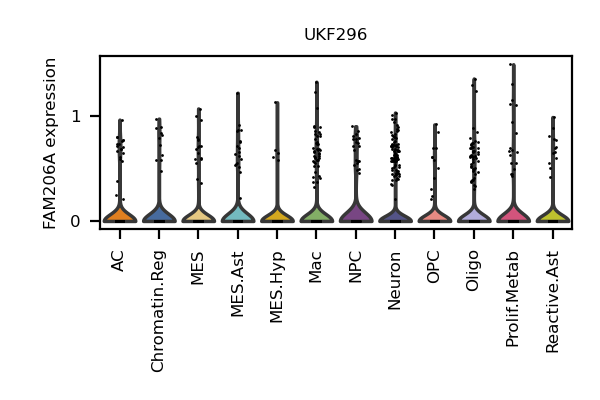 UKF296
FAM206A expression
1
0
AC
Chromatin.Reg
MES
MES.Ast
MES.Hyp
Mac
NPC
Neuron
OPC
Oligo
Prolif.Metab
Reactive.Ast